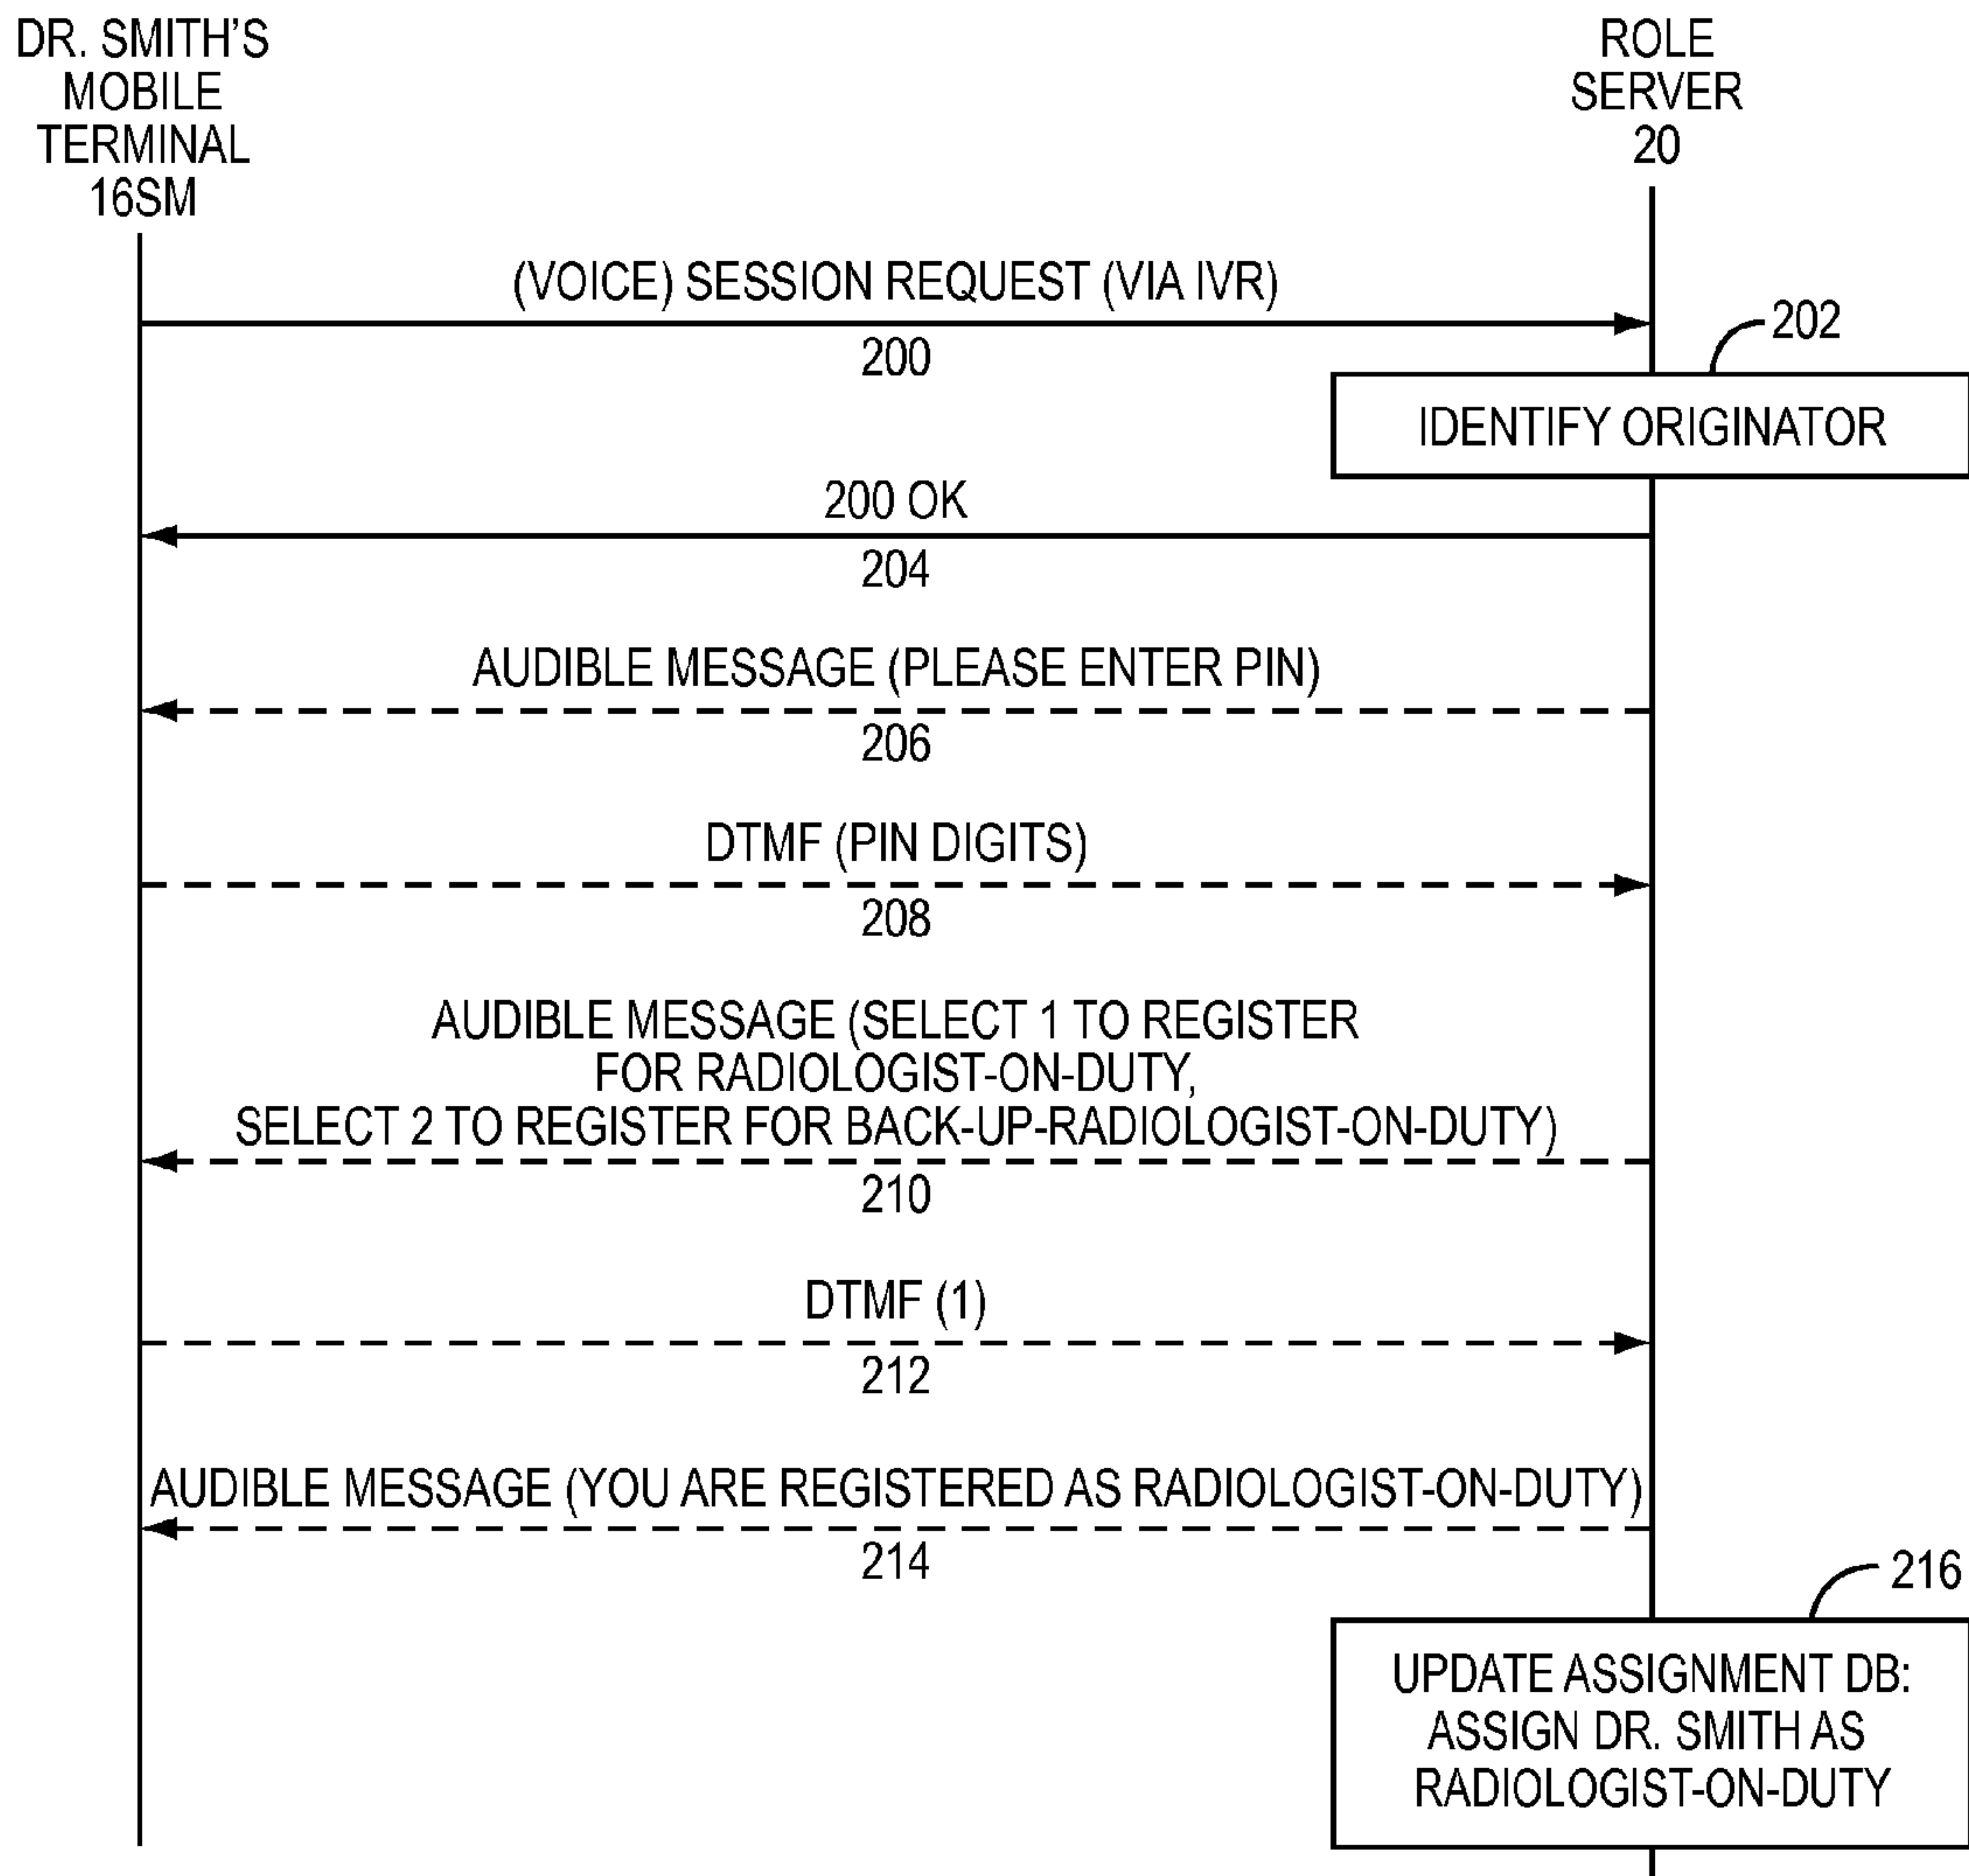 DR. SMITH'S
MOBILE
TERMINAL
16SM
ROLE
SERVER
20
(VOICE) SESSION REQUEST (VIA IVR)
200
202
IDENTIFY ORIGINATOR
200 OK
204
AUDIBLE MESSAGE (PLEASE ENTER PIN)
206
DTMF (PIN DIGITS)
208
AUDIBLE MESSAGE (SELECT 1 TO REGISTER
FOR RADIOLOGIST-ON-DUTY,
SELECT 2 TO REGISTER FOR BACK-UP-RADIOLOGIST-ON-DUTY)
210
DTMF (1)
212
AUDIBLE MESSAGE (YOU ARE REGISTERED AS RADIOLOGIST-ON-DUTY)
214
216
UPDATE ASSIGNMENT DB:
ASSIGN DR. SMITH AS
RADIOLOGIST-ON-DUTY